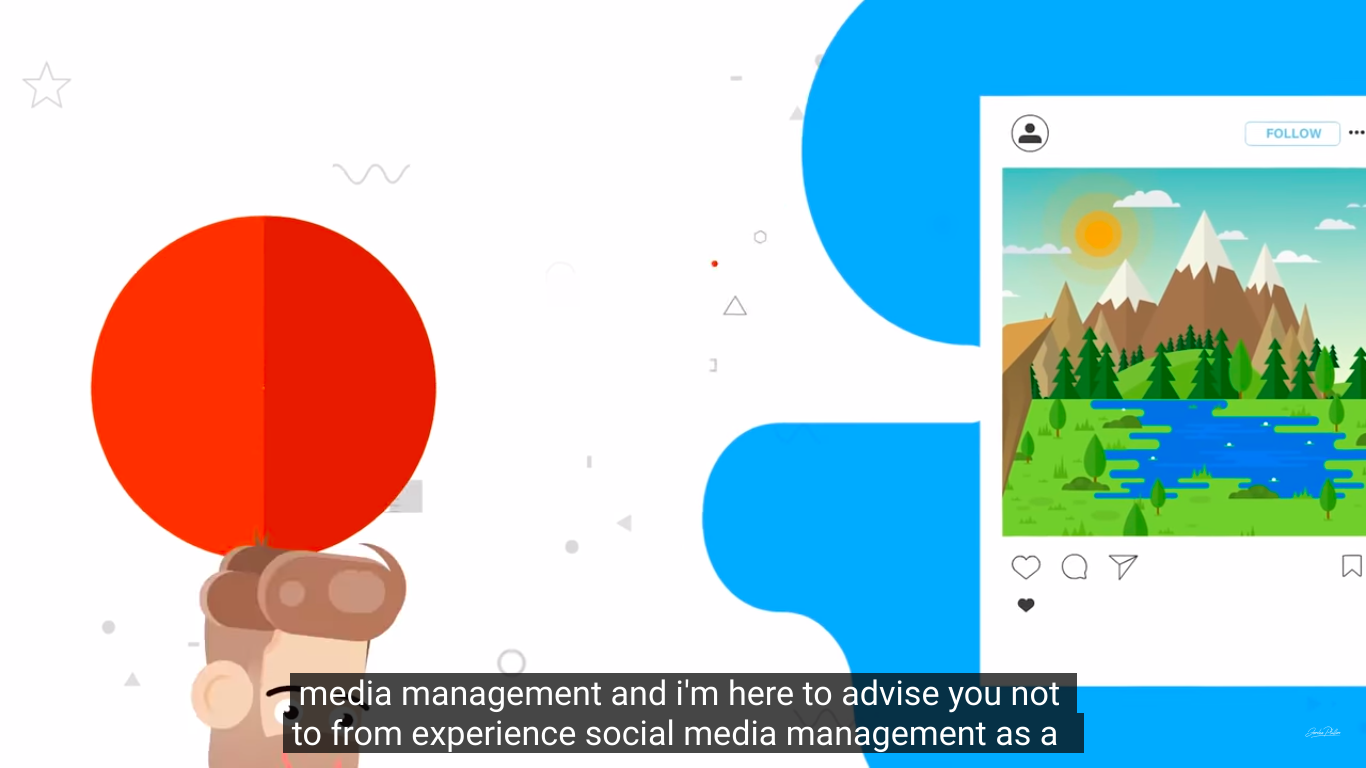 FOLLOW
media management and i'm here to advise you not
to from experience social media management as a